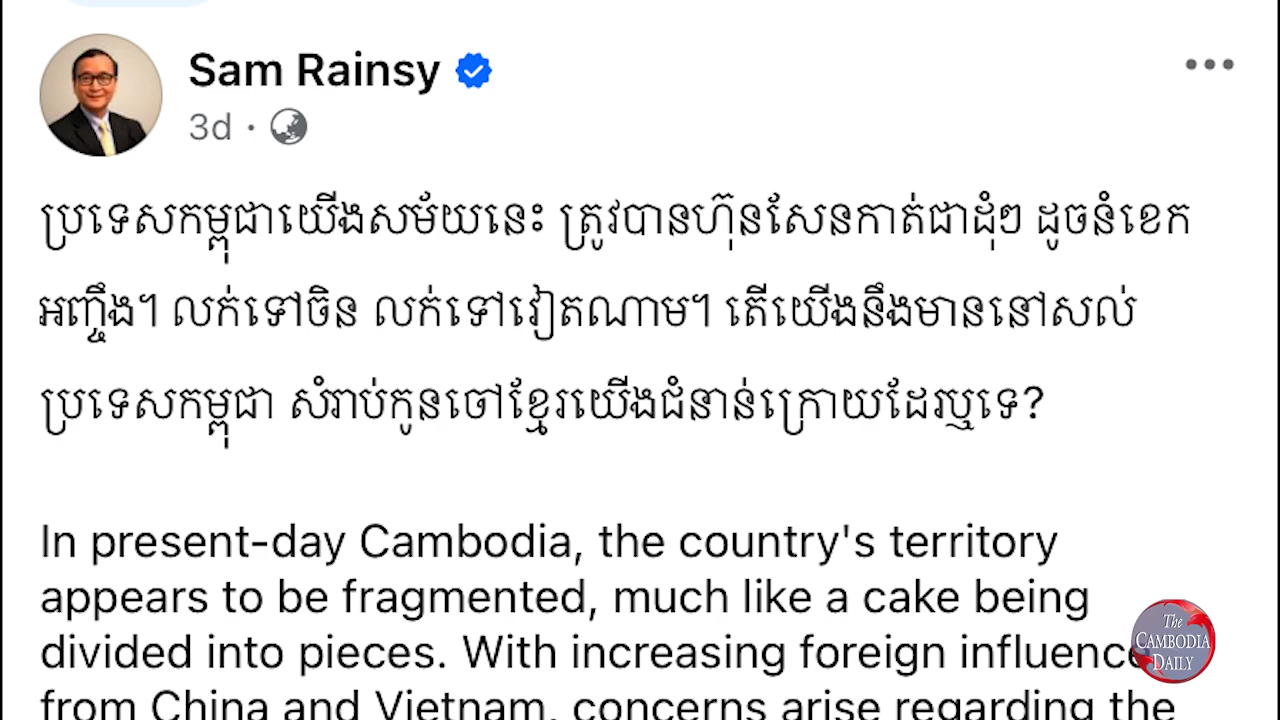 Sam Rainsy
3d ·
ប្រទេសកម្ពុជាយើងសម័យនេះ ត្រូវបានហ៊ុនសែនកាត់ជាដុំៗ ដូចនំខេក
អញ្ចឹង។ លក់ទៅចិន លក់ទៅវៀតណាម។ តើយើងនឹងមាននៅសល់
ប្រទេសកម្ពុជា សំរាប់កូនចៅខ្មែរយើងជំនាន់ក្រោយដែរឬទេ?
In present-day Cambodia, the country's territory
appears to be fragmented, much like a cake being
divided into pieces. With increasing foreign influence
from China and Vietnam, concerns arise regarding the
The
CAMBODIA
DAILY